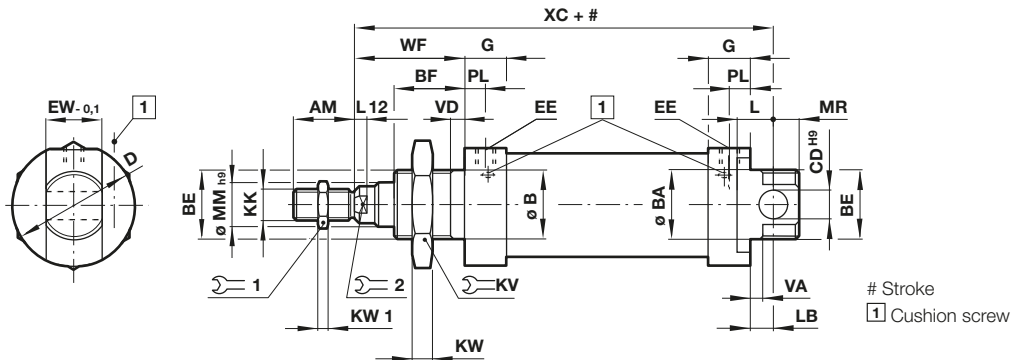 XC + #
WF
G
G
BF
PL
PL
EW- 0,1
1
AM
L 12
VD
EE
1
EE
L
MR
D
BE
ø MM h9
KK
ø B
ø BA
CD H9
BE
1
2
KV
VA
# Stroke
KW 1
LB
1 Cushion screw
KW